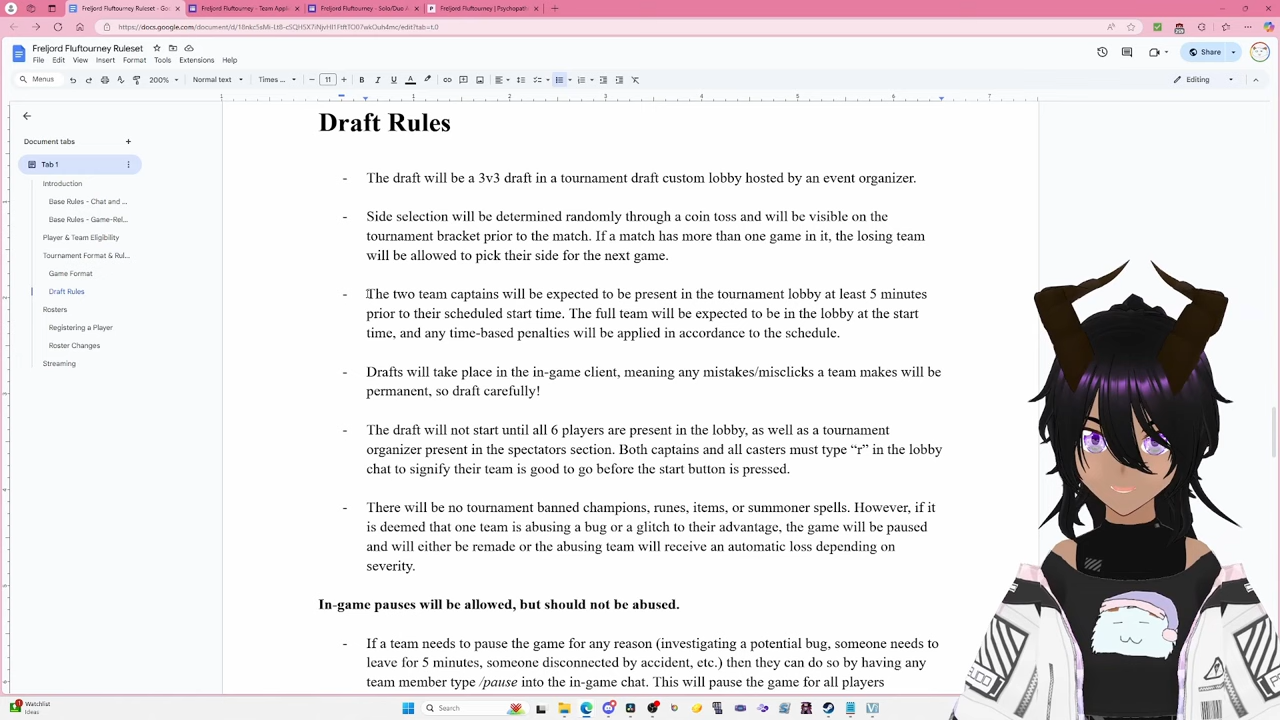 Freljord Fluftourney Ruleset - Goo
Freljord Fluftourney - Team Applic
Freljord Fluftourney - Solo/Duo A
Freljord Fluftourney | Psychopath
Freljord Fluftourney Ruleset
File Edit View Insert Format Tools Extensions Help
Share
Menus
200%
Normal text
Times ...
11
Editing
Document tabs
Tab 1
Introduction
Base Rules - Chat and ...
Base Rules - Game-Rel...
Player & Team Eligibility
Tournament Format & Rul...
Game Format
Draft Rules
Rosters
Registering a Player
Roster Changes
Streaming
Draft Rules
- The draft will be a 3v3 draft in a tournament draft custom lobby hosted by an event organizer.
- Side selection will be determined randomly through a coin toss and will be visible on the
tournament bracket prior to the match. If a match has more than one game in it, the losing team
will be allowed to pick their side for the next game.
- The two team captains will be expected to be present in the tournament lobby at least 5 minutes
prior to their scheduled start time. The full team will be expected to be in the lobby at the start
time, and any time-based penalties will be applied in accordance to the schedule.
- Drafts will take place in the in-game client, meaning any mistakes/misclicks a team makes will be
permanent, so draft carefully!
- The draft will not start until all 6 players are present in the lobby, as well as a tournament
organizer present in the spectators section. Both captains and all casters must type “r” in the lobby
chat to signify their team is good to go before the start button is pressed.
- There will be no tournament banned champions, runes, items, or summoner spells. However, if it
is deemed that one team is abusing a bug or a glitch to their advantage, the game will be paused
and will either be remade or the abusing team will receive an automatic loss depending on
severity.
In-game pauses will be allowed, but should not be abused.
- If a team needs to pause the game for any reason (investigating a potential bug, someone needs to
leave for 5 minutes, someone disconnected by accident, etc.) then they can do so by having any
team member type /pause into the in-game chat. This will pause the game for all players
Watchlist
Ideas
Search